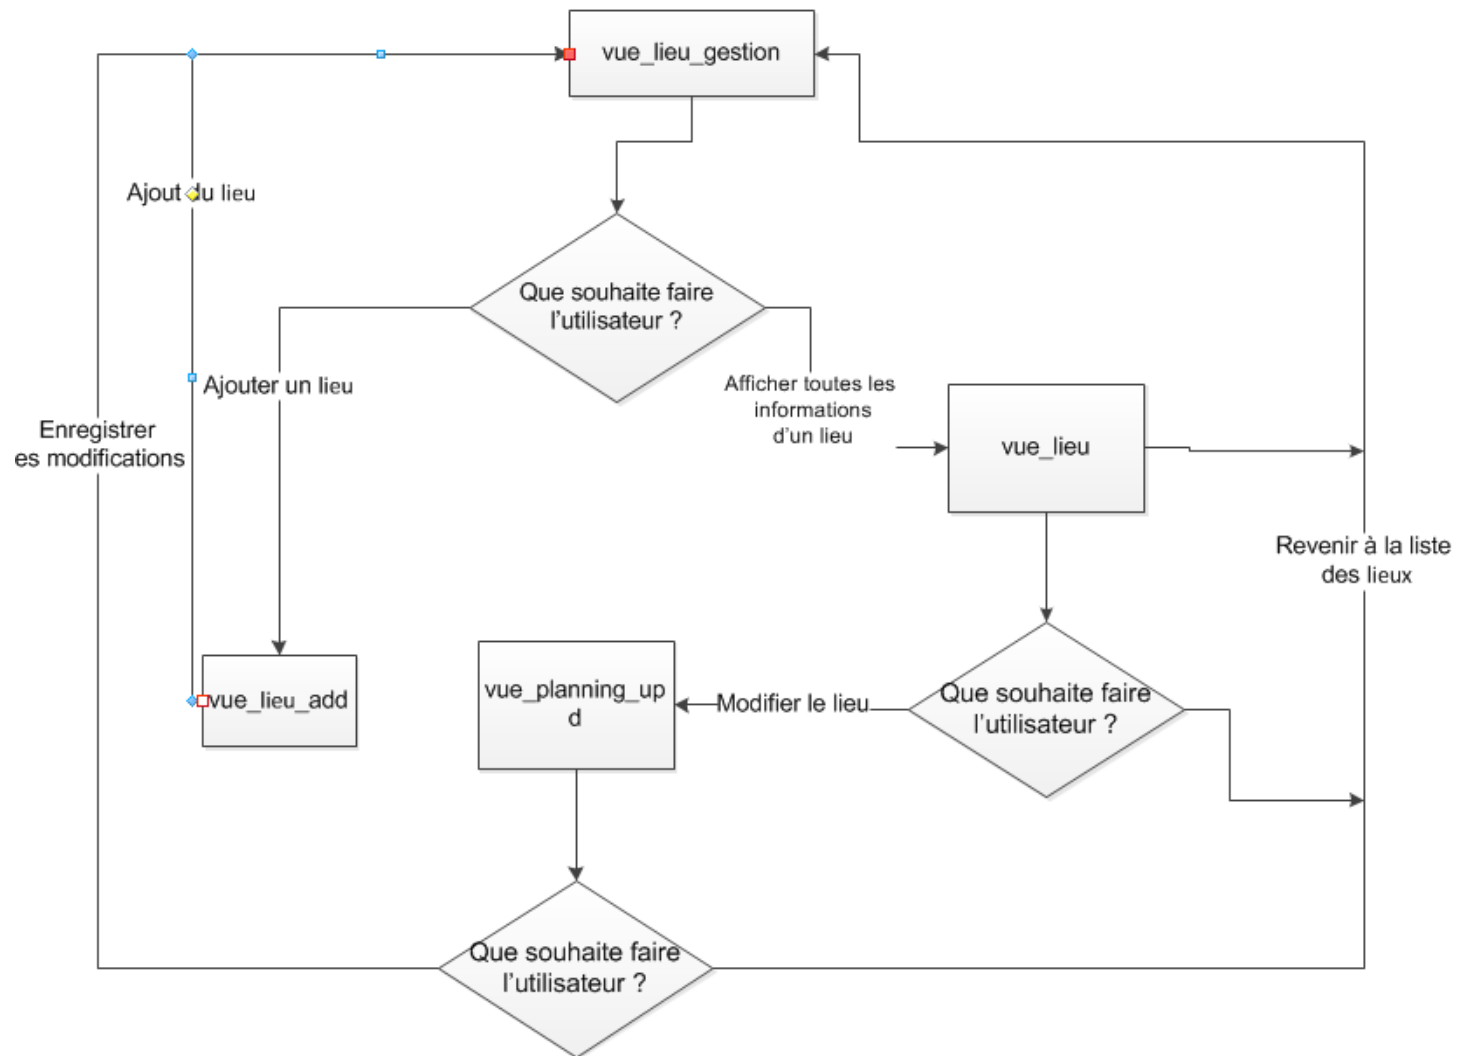 vue_lieu_gestion
Ajout du lieu
Que souhaite faire
l'utilisateur ?
Ajouter un lieu
Afficher toutes les
informations
d'un lieu
Enregistrer
es modifications
vue_lieu
Revenir à la liste
des lieux
vue_lieu_add
vue_planning_up
d
Modifier le lieu
Que souhaite faire
l'utilisateur ?
Que souhaite faire
l'utilisateur ?